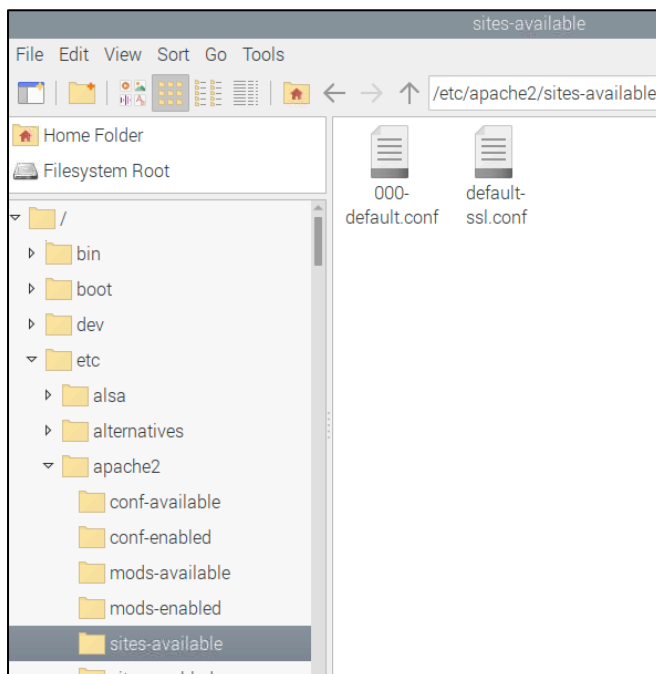 sites-available
File Edit View Sort Go Tools
/etc/apache2/sites-available
Home Folder
Filesystem Root
/
bin
boot
dev
etc
alsa
alternatives
apache2
conf-available
conf-enabled
mods-available
mods-enabled
sites-available
000-
default.conf
default-
ssl.conf